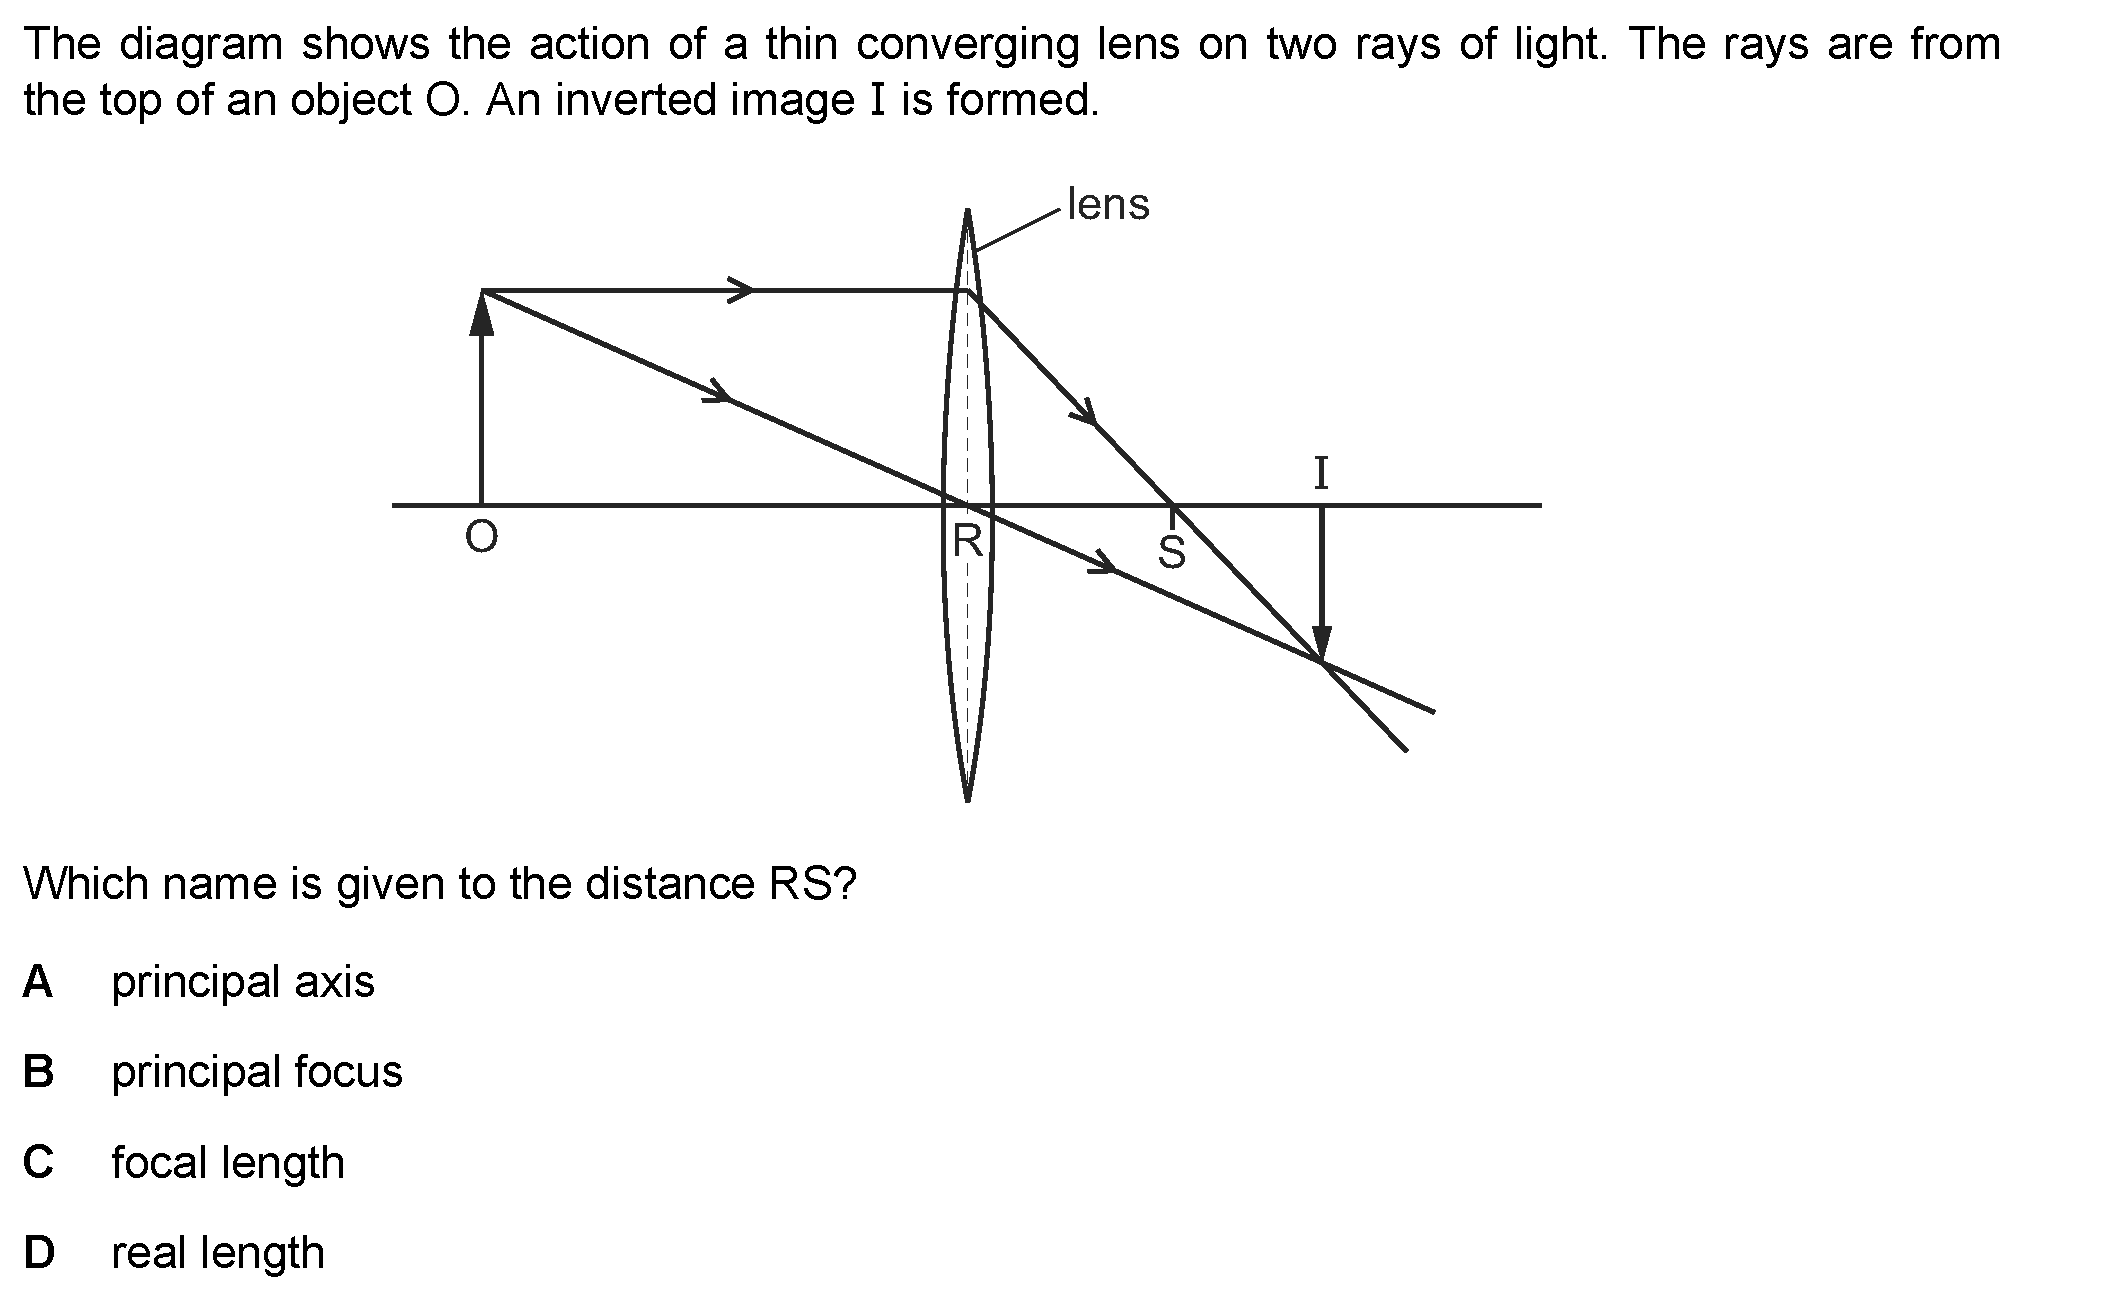 The diagram shows the action of a thin converging lens on two rays of light. The rays are from
the top of an object O. An inverted image I is formed.
lens
I
O
R
S
Which name is given to the distance RS?
A principal axis
B principal focus
C focal length
D real length